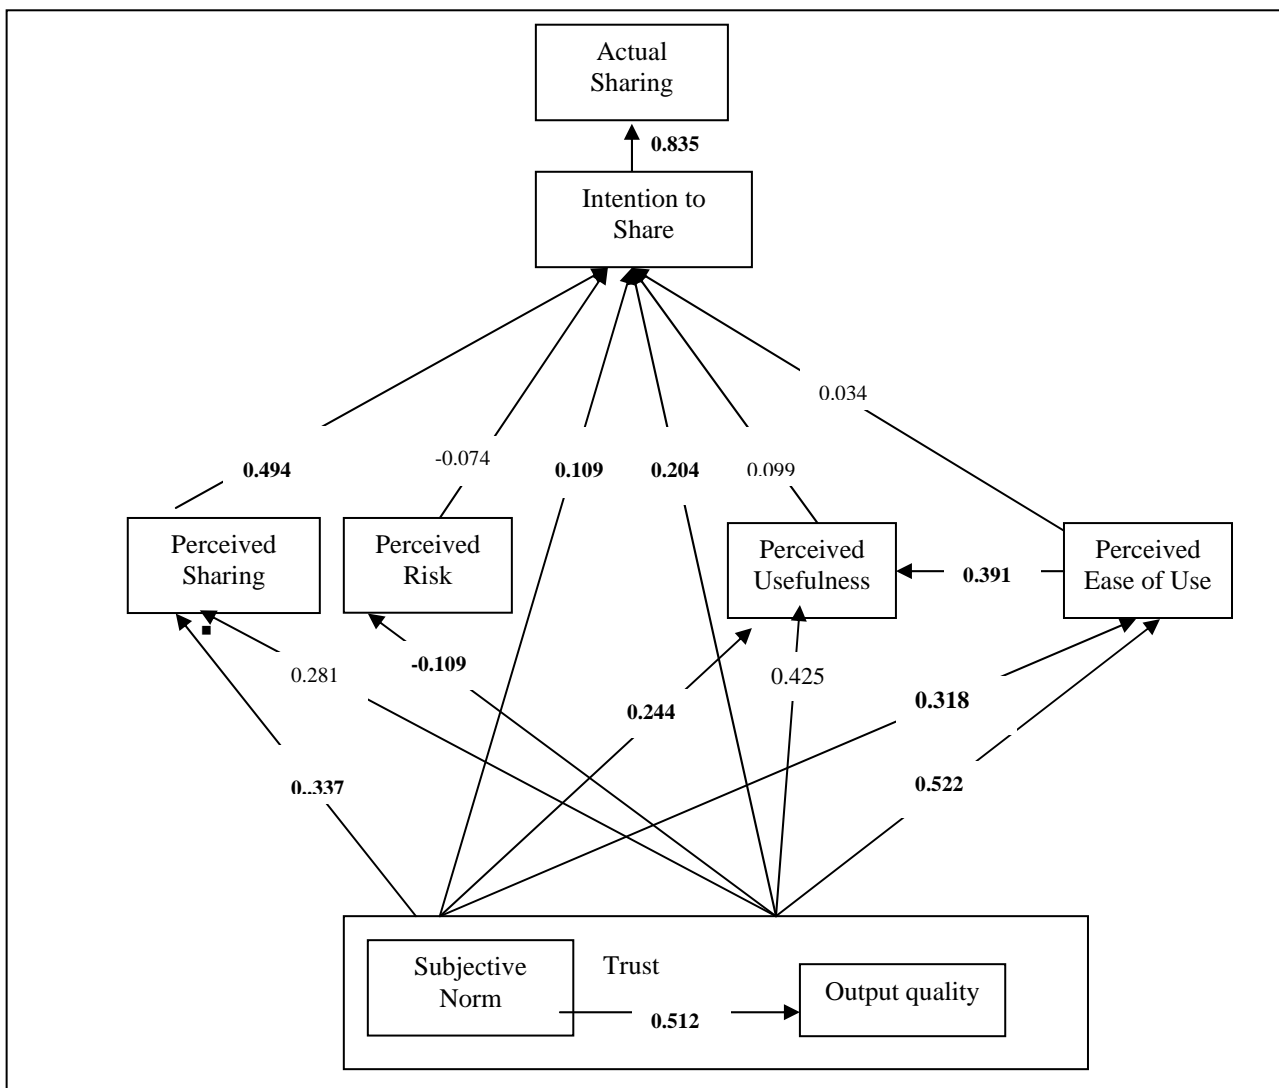 Actual
Sharing
0.835
Intention to
Share
0.034
0.494
-0.074
0.109
0.204
0.099
Perceived
Sharing
Perceived
Risk
Perceived
Usefulness
0.391
Perceived
Ease of Use
0.281
-0.109
0.244
0.425
0.318
0..337
0.522
Subjective
Norm
Trust
Output quality
0.512